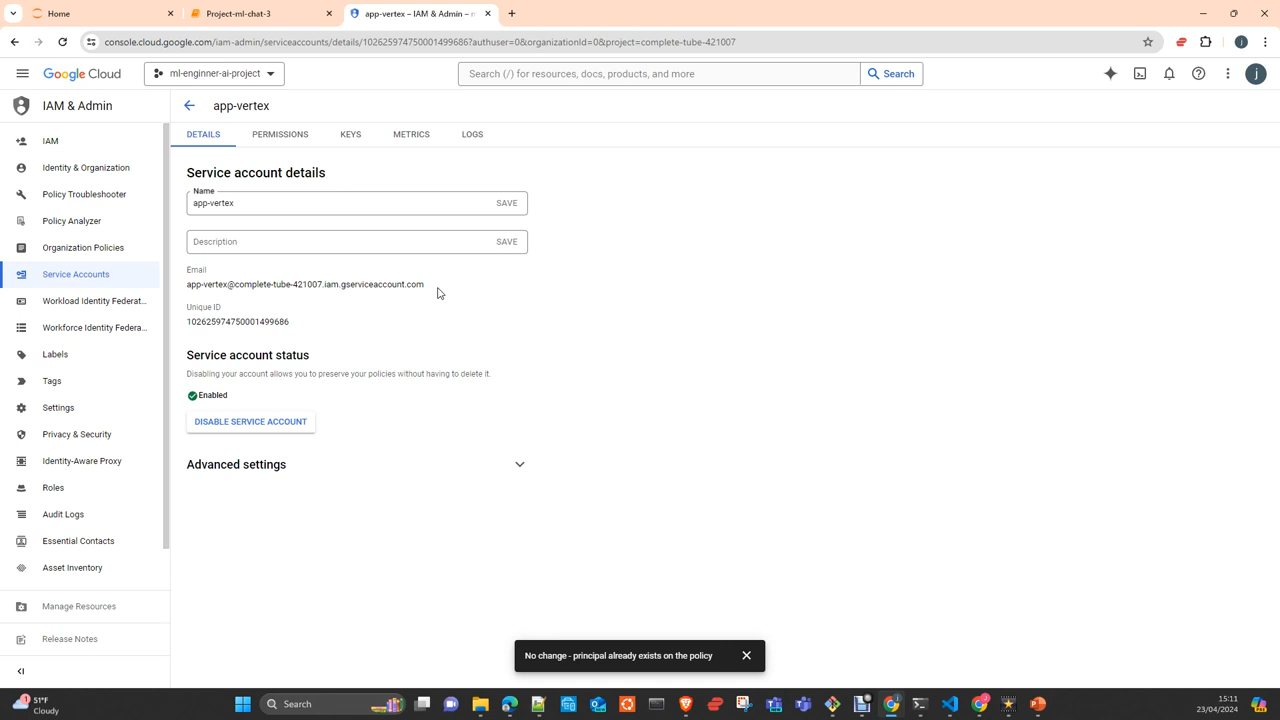 Home
Project-ml-chat-3
app-vertex – IAM & Admin –
console.cloud.google.com/iam-admin/serviceaccounts/details/102625974750001499686?authuser=0&organizationId=0&project=complete-tube-421007
j
Google Cloud
ml-enginner-ai-project
Search (/) for resources, docs, products, and more
Search
j
IAM & Admin
app-vertex
DETAILS
PERMISSIONS
KEYS
METRICS
LOGS
IAM
Identity & Organization
Policy Troubleshooter
Policy Analyzer
Organization Policies
Service Accounts
Workload Identity Federat...
Workforce Identity Federa...
Labels
Tags
Settings
Privacy & Security
Identity-Aware Proxy
Roles
Audit Logs
Essential Contacts
Asset Inventory
Manage Resources
Release Notes
Service account details
Name
app-vertex
SAVE
Description
SAVE
Email
app-vertex@complete-tube-421007.iam.gserviceaccount.com
Unique ID
102625974750001499686
Service account status
Disabling your account allows you to preserve your policies without having to delete it.
Enabled
DISABLE SERVICE ACCOUNT
Advanced settings
No change - principal already exists on the policy
1
51°F
Cloudy
Search
15:11
23/04/2024